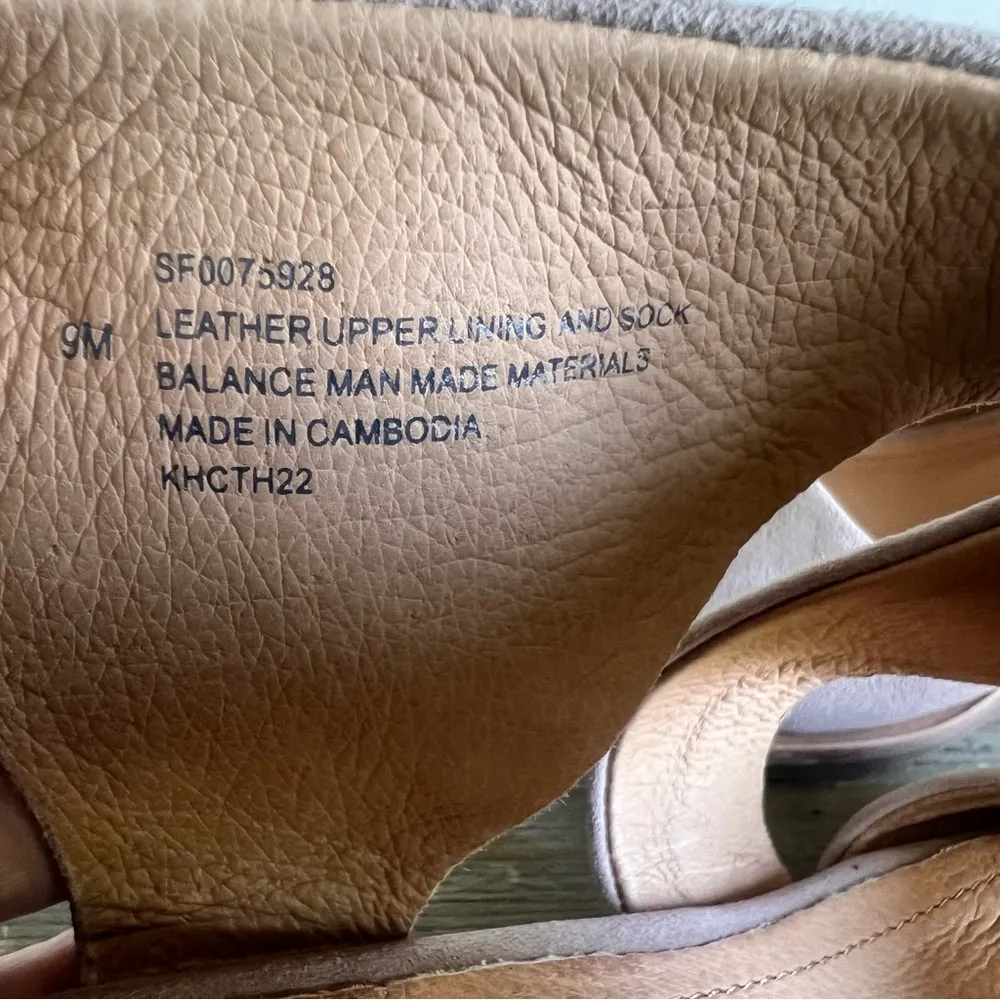 SF0075928
9M LEATHER UPPER LINING AND SOCK
BALANCE MAN MADE MATERIALS
MADE IN CAMBODIA
KHCTH22